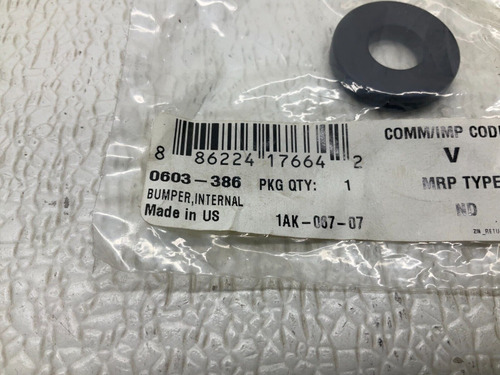 8 86224 17664 2
0603-386 PKG QTY: 1
BUMPER,INTERNAL
Made in US 1AK-067-07
COMM/IMP CODE
V
MRP TYPE
ND